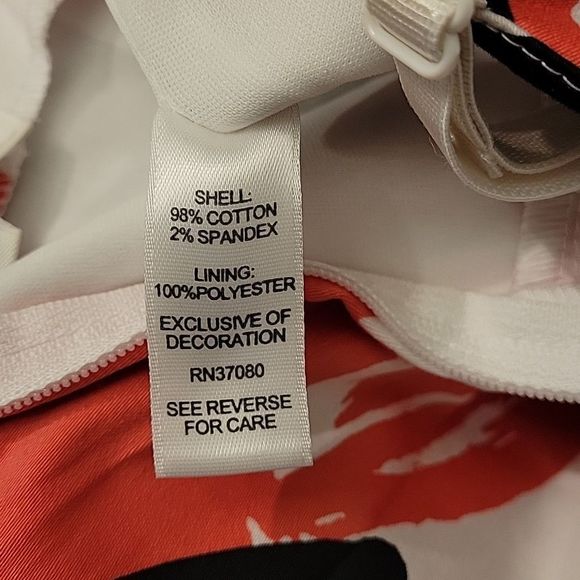 SHELL:
98% COTTON
2% SPANDEX
LINING:
100%POLYESTER
EXCLUSIVE OF
DECORATION
RN37080
SEE REVERSE
FOR CARE